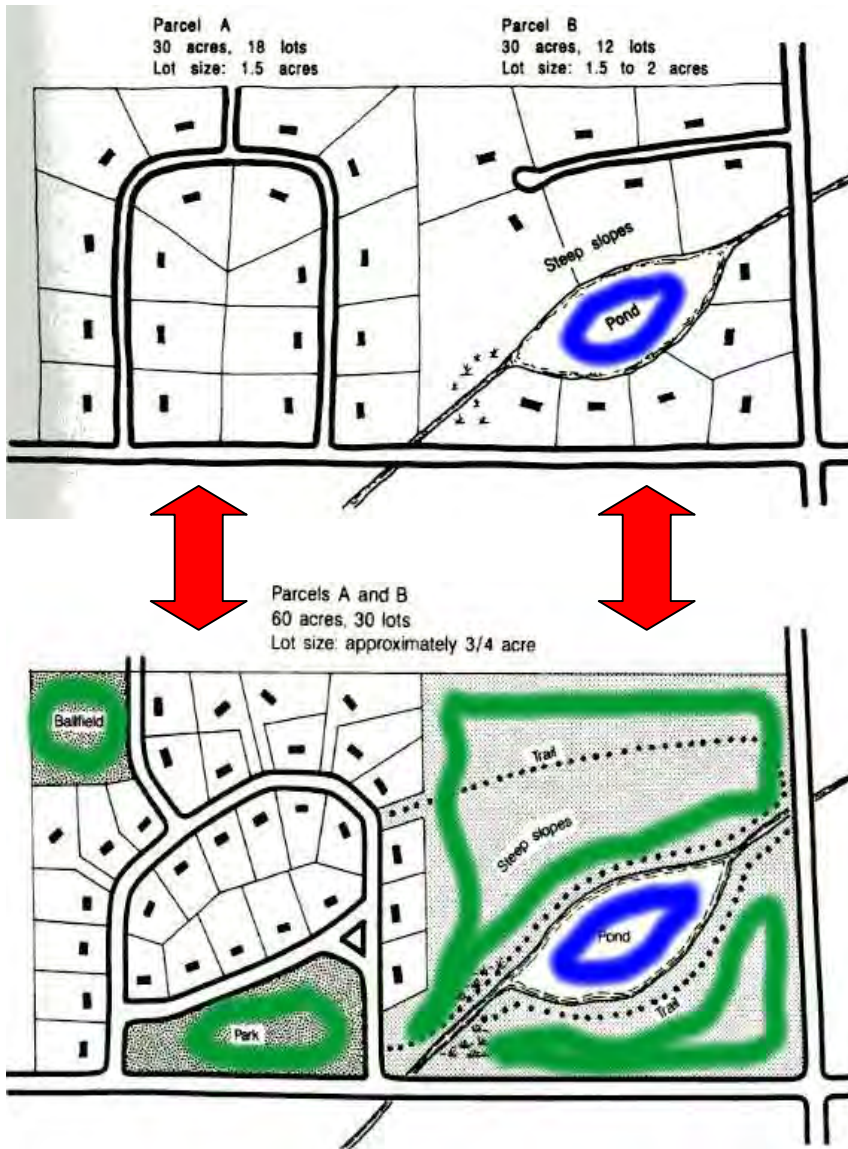 Parcel A
30 acres, 18 lots
Lot size: 1.5 acres
Parcel B
30 acres, 12 lots
Lot size: 1.5 to 2 acres
Steep slopes
Pond
Parcels A and B
60 acres, 30 lots
Lot size: approximately 3/4 acre
Ballfield
Trail
Steep slopes
Pond
Park
Trail